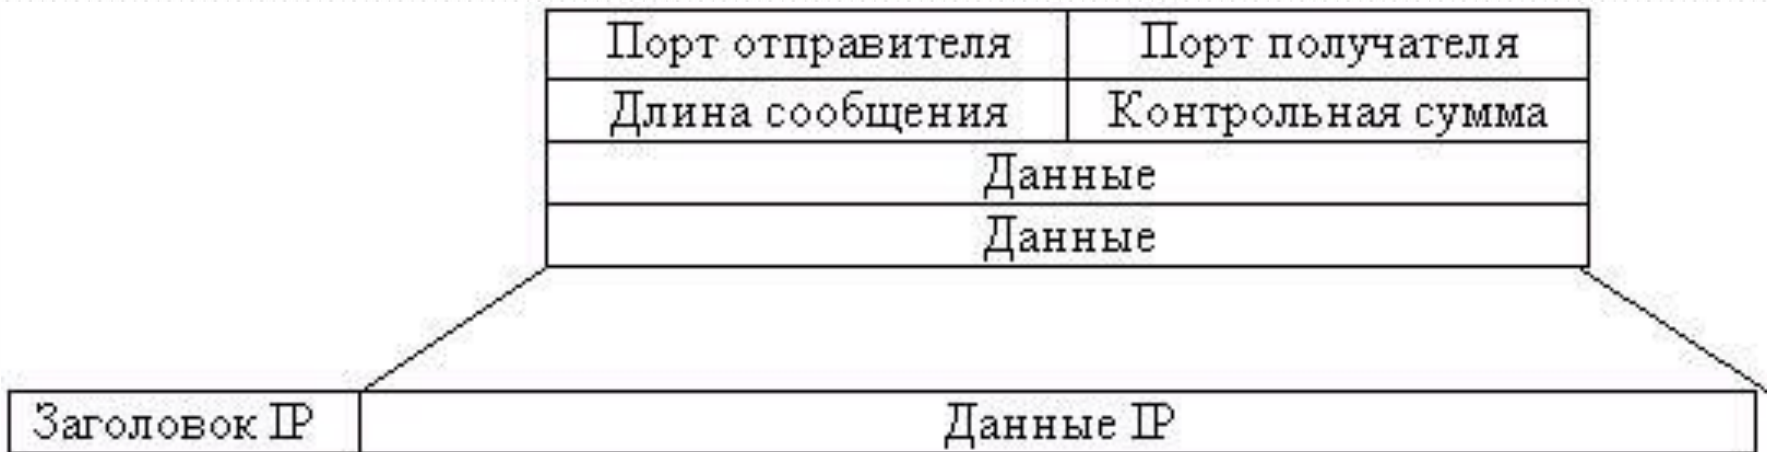 Порт отправителя Порт получателя
Длина сообщения Контрольная сумма
Данные
Данные
Заголовок IP Данные IP